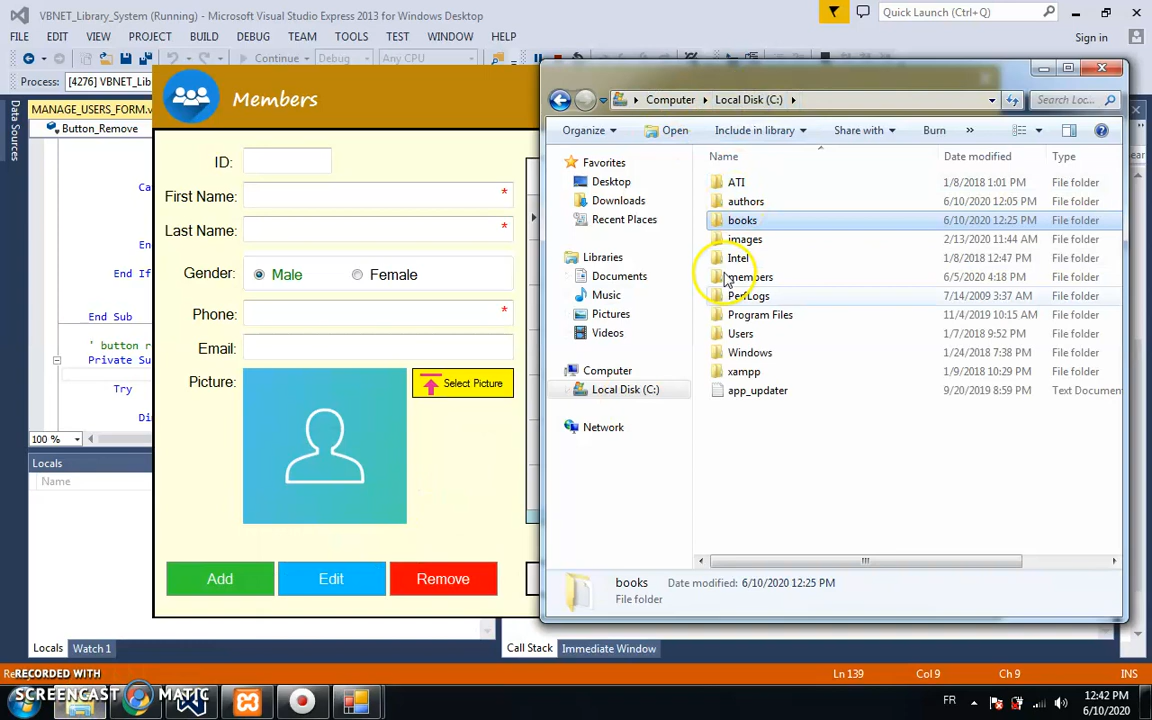 VBNET_Library_System (Running) - Microsoft Visual Studio Express 2013 for Windows Desktop
Quick Launch (Ctrl+Q)
FILE EDIT VIEW PROJECT BUILD DEBUG TEAM TOOLS TEST WINDOW HELP
Sign in
Continue Debug Any CPU
Process: [4276] VBNET_Lib
MANAGE_USERS_FORM.v
Button_Remove
Data Sources
Ca
En
End If
End Sub
' button r
Private Su
Try
Di
100 %
Locals
Name
Locals Watch 1
Call Stack Immediate Window
Members
ID:
First Name: *
Last Name: *
Gender: Male Female
Phone: *
Email:
Picture: Select Picture
Add Edit Remove
Computer Local Disk (C:)
Search Loc...
Organize Open Include in library Share with Burn »
Favorites
Desktop
Downloads
Recent Places
Libraries
Documents
Music
Pictures
Videos
Computer
Local Disk (C:)
Network
Name Date modified Type
ATI 1/8/2018 1:01 PM File folder
authors 6/10/2020 12:05 PM File folder
books 6/10/2020 12:25 PM File folder
images 2/13/2020 11:44 AM File folder
Intel 1/8/2018 12:47 PM File folder
members 6/5/2020 4:18 PM File folder
PerfLogs 7/14/2009 3:37 AM File folder
Program Files 11/4/2019 10:15 AM File folder
Users 1/7/2018 9:52 PM File folder
Windows 1/24/2018 7:38 PM File folder
xampp 1/9/2018 10:29 PM File folder
app_updater 9/20/2019 8:59 PM Text Documen
books Date modified: 6/10/2020 12:25 PM
File folder
Ln 139 Col 9 Ch 9 INS
RECORDED WITH
SCREENCAST MATIC
FR
12:42 PM
6/10/2020